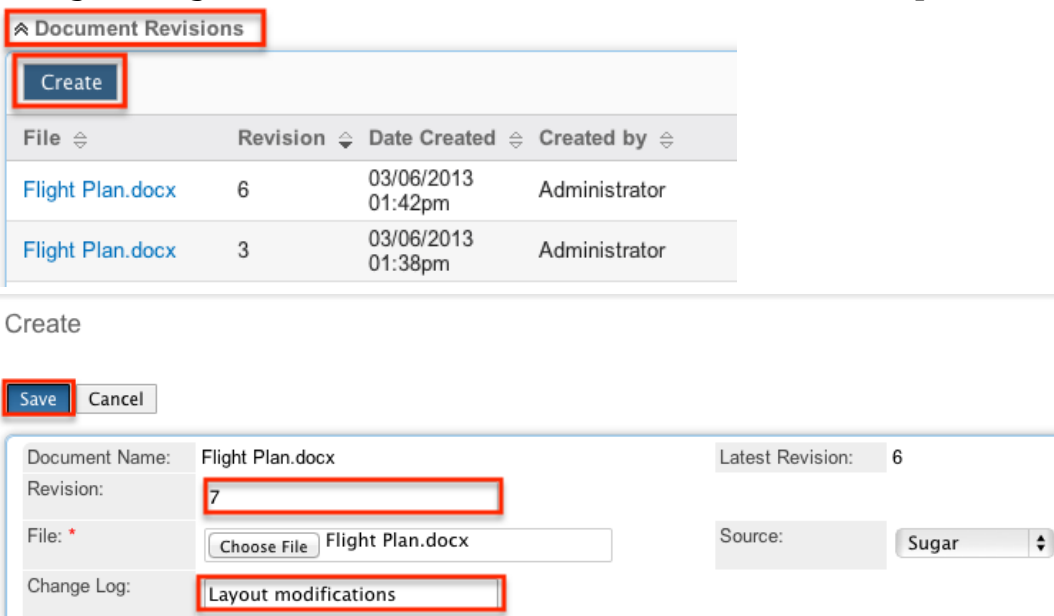 Document Revisions
Create
File Revision Date Created Created by
Flight Plan.docx 6 03/06/2013 01:42pm Administrator
Flight Plan.docx 3 03/06/2013 01:38pm Administrator
Create
Save Cancel
Document Name: Flight Plan.docx Latest Revision: 6
Revision: 7
File: * Choose File Flight Plan.docx Source: Sugar
Change Log: Layout modifications